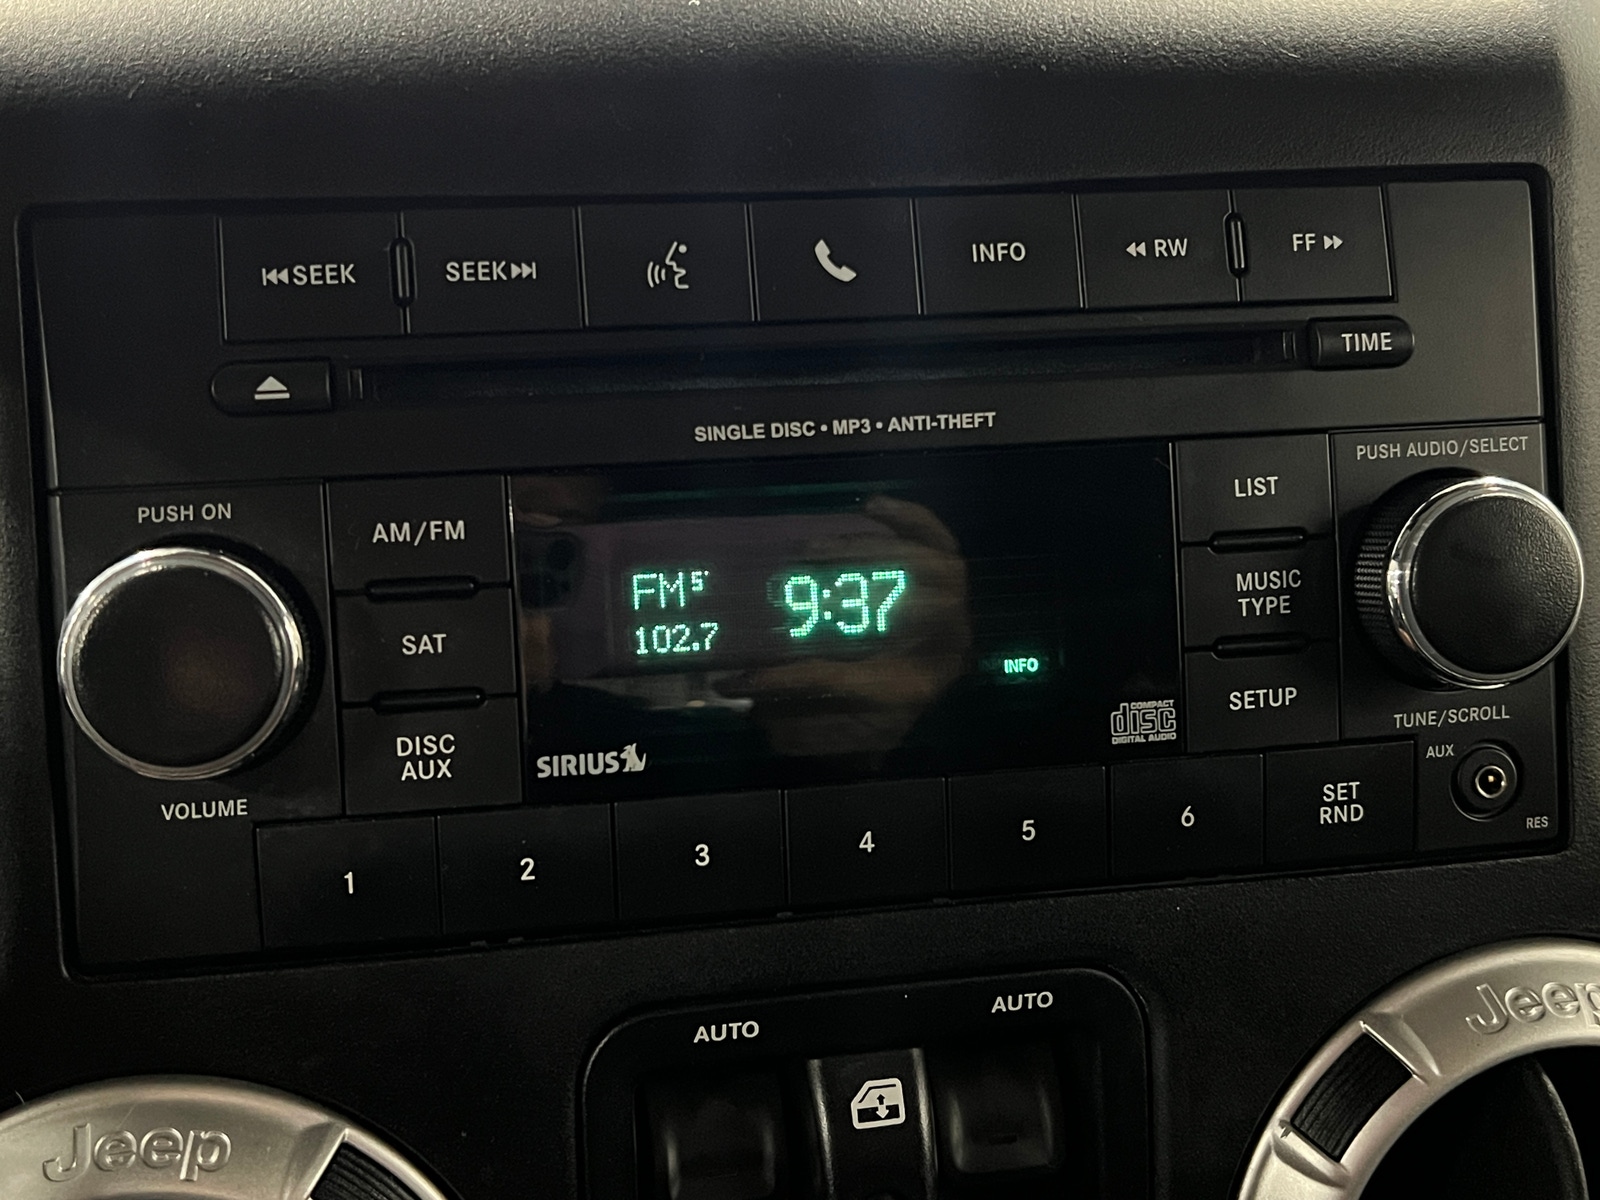 SEEK
SEEK
INFO
RW
FF
TIME
SINGLE DISC • MP3 • ANTI-THEFT
PUSH ON
AM/FM
SAT
DISC
AUX
VOLUME
FM 5
102.7
9:37
INFO
SIRIUS
COMPACT
disc
DIGITAL AUDIO
LIST
MUSIC
TYPE
SETUP
PUSH AUDIO/SELECT
TUNE/SCROLL
AUX
RES
1
2
3
4
5
6
SET
RND
AUTO
AUTO
Jeep
Jeep